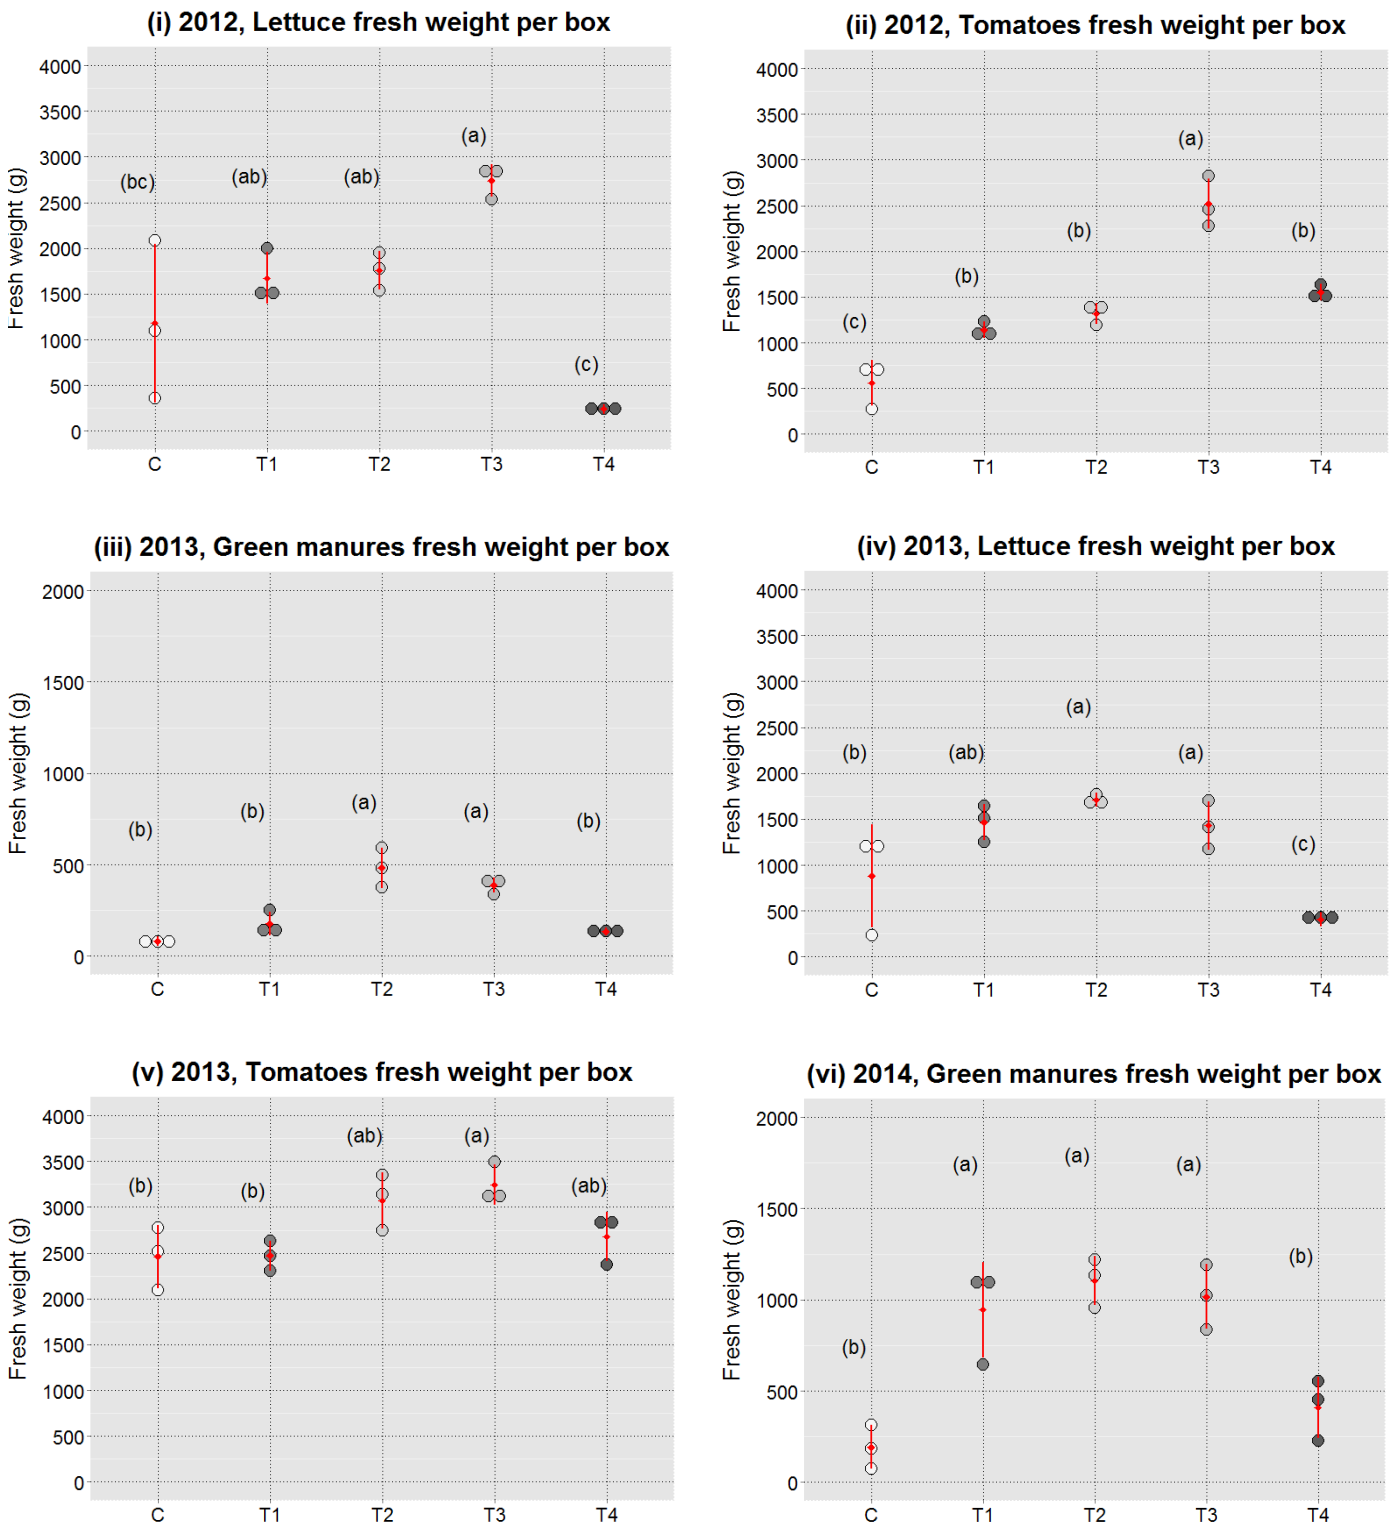 (i) 2012, Lettuce fresh weight per box
Fresh weight (g)
4000
3500
3000
2500
2000
1500
1000
500
0
(bc)
(ab)
(ab)
(a)
(c)
C T1 T2 T3 T4
(ii) 2012, Tomatoes fresh weight per box
Fresh weight (g)
4000
3500
3000
2500
2000
1500
1000
500
0
(c)
(b)
(b)
(a)
(b)
C T1 T2 T3 T4
(iii) 2013, Green manures fresh weight per box
Fresh weight (g)
2000
1500
1000
500
0
(b)
(b)
(a)
(a)
(b)
C T1 T2 T3 T4
(iv) 2013, Lettuce fresh weight per box
Fresh weight (g)
4000
3500
3000
2500
2000
1500
1000
500
0
(b)
(ab)
(a)
(a)
(c)
C T1 T2 T3 T4
(v) 2013, Tomatoes fresh weight per box
Fresh weight (g)
4000
3500
3000
2500
2000
1500
1000
500
0
(b)
(b)
(ab)
(a)
(ab)
C T1 T2 T3 T4
(vi) 2014, Green manures fresh weight per box
Fresh weight (g)
2000
1500
1000
500
0
(b)
(a)
(a)
(a)
(b)
C T1 T2 T3 T4